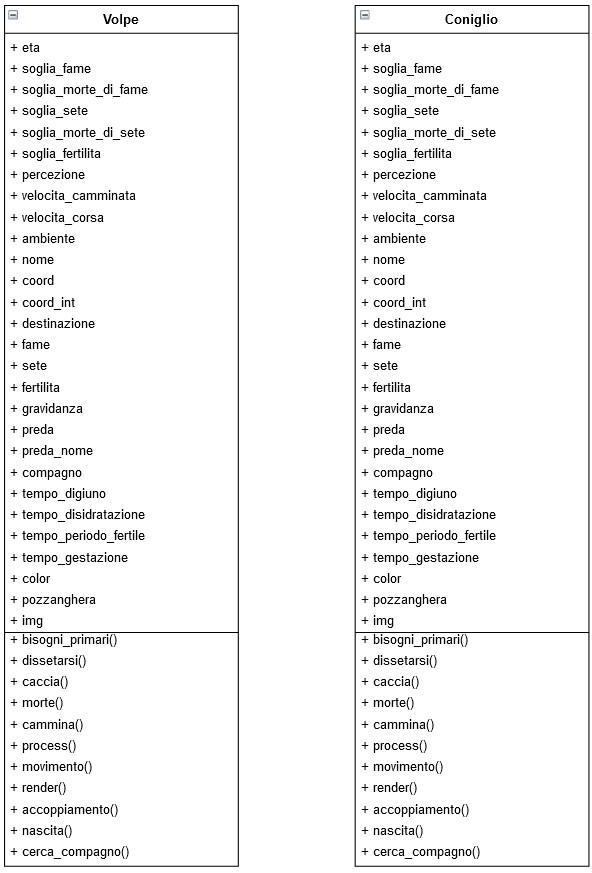 Volpe
+ eta
+ soglia_fame
+ soglia_morte_di_fame
+ soglia_sete
+ soglia_morte_di_sete
+ soglia_fertilita
+ percezione
+ velocita_camminata
+ velocita_corsa
+ ambiente
+ nome
+ coord
+ coord_int
+ destinazione
+ fame
+ sete
+ fertilita
+ gravidanza
+ preda
+ preda_nome
+ compagno
+ tempo_digiuno
+ tempo_disidratazione
+ tempo_periodo_fertile
+ tempo_gestazione
+ color
+ pozzanghera
+ img
+ bisogni_primari()
+ dissetarsi()
+ caccia()
+ morte()
+ cammina()
+ process()
+ movimento()
+ render()
+ accoppiamento()
+ nascita()
+ cerca_compagno()
Coniglio
+ eta
+ soglia_fame
+ soglia_morte_di_fame
+ soglia_sete
+ soglia_morte_di_sete
+ soglia_fertilita
+ percezione
+ velocita_camminata
+ velocita_corsa
+ ambiente
+ nome
+ coord
+ coord_int
+ destinazione
+ fame
+ sete
+ fertilita
+ gravidanza
+ preda
+ preda_nome
+ compagno
+ tempo_digiuno
+ tempo_disidratazione
+ tempo_periodo_fertile
+ tempo_gestazione
+ color
+ pozzanghera
+ img
+ bisogni_primari()
+ dissetarsi()
+ caccia()
+ morte()
+ cammina()
+ process()
+ movimento()
+ render()
+ accoppiamento()
+ nascita()
+ cerca_compagno()